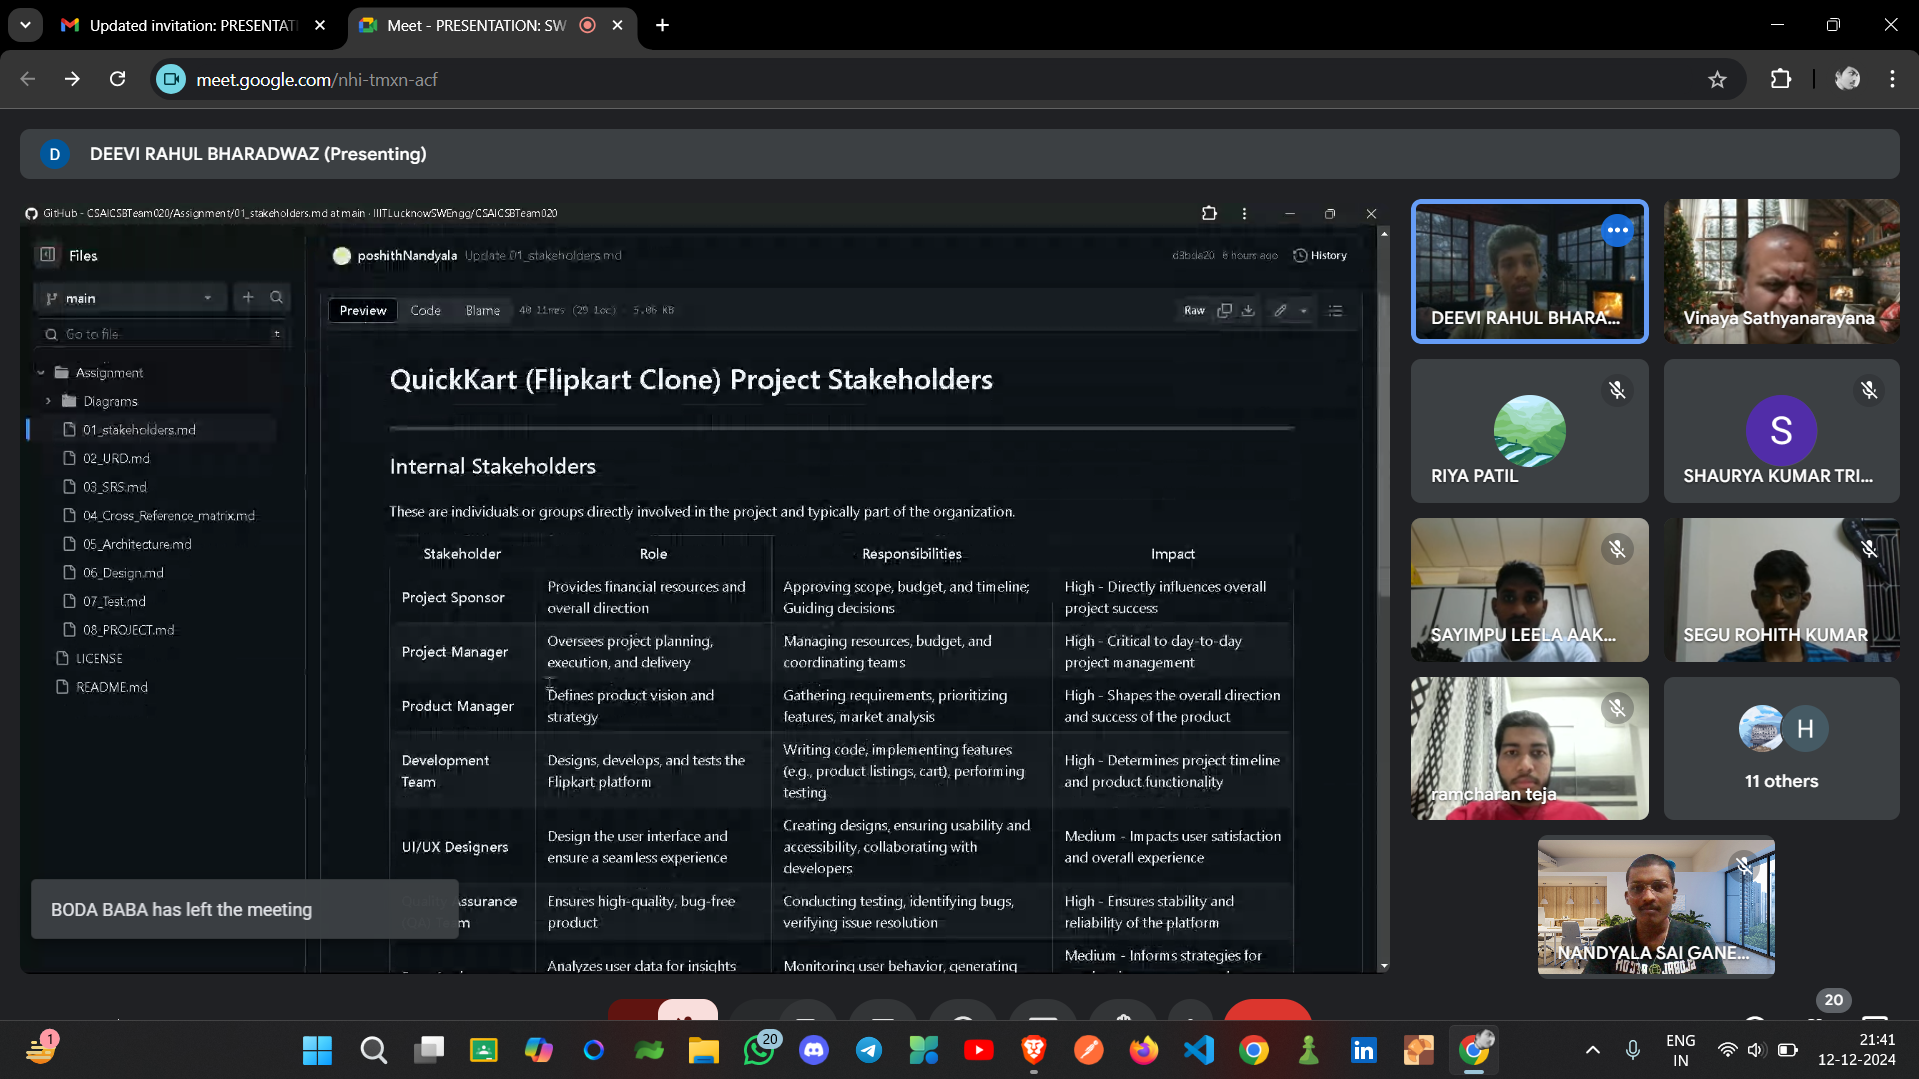 Updated invitation: PRESENTATI
Meet - PRESENTATION: SW
meet.google.com/nhi-tmxn-acf
D
DEEVI RAHUL BHARADWAZ (Presenting)
GitHub - CSAICSBTeam020/Assignment/01_stakeholders.md at main · IIITLucknowSWEngg/CSAICSBTeam020
Files
main
Go to file
t
Assignment
Diagrams
01_stakeholders.md
02_URD.md
03_SRS.md
04_Cross_Reference_matrix.md
05_Architecture.md
06_Design.md
07_Test.md
08_PROJECT.md
LICENSE
README.md
poshithNandyala Update 01_stakeholders.md
d3bda20 · 6 hours ago
History
Preview
Code
Blame
40 lines (29 loc) · 5.06 KB
Raw
QuickKart (Flipkart Clone) Project Stakeholders
Internal Stakeholders
These are individuals or groups directly involved in the project and typically part of the organization.
Stakeholder
Role
Responsibilities
Impact
Project Sponsor
Provides financial resources and
overall direction
Approving scope, budget, and timeline;
Guiding decisions
High - Directly influences overall
project success
Project Manager
Oversees project planning,
execution, and delivery
Managing resources, budget, and
coordinating teams
High - Critical to day-to-day
project management
Product Manager
Defines product vision and
strategy
Gathering requirements, prioritizing
features, market analysis
High - Shapes the overall direction
and success of the product
Development
Team
Designs, develops, and tests the
Flipkart platform
Writing code, implementing features
(e.g., product listings, cart), performing
testing
High - Determines project timeline
and product functionality
UI/UX Designers
Design the user interface and
ensure a seamless experience
Creating designs, ensuring usability and
accessibility, collaborating with
developers
Medium - Impacts user satisfaction
and overall experience
Quality Assurance
Ensures high-quality, bug-free
product
Conducting testing, identifying bugs,
verifying issue resolution
High - Ensures stability and
reliability of the platform
Analyzes user data for insights
Monitoring user behavior, generating
Medium - Informs strategies for
BODA BABA has left the meeting
DEEVI RAHUL BHARA...
Vinaya Sathyanarayana
RIYA PATIL
S
SHAURYA KUMAR TRI...
SAYIMPU LEELA AAK...
SEGU ROHITH KUMAR
ramcharan teja
H
11 others
NANDYALA SAI GANE...
20
1
20
ENG
IN
21:41
12-12-2024